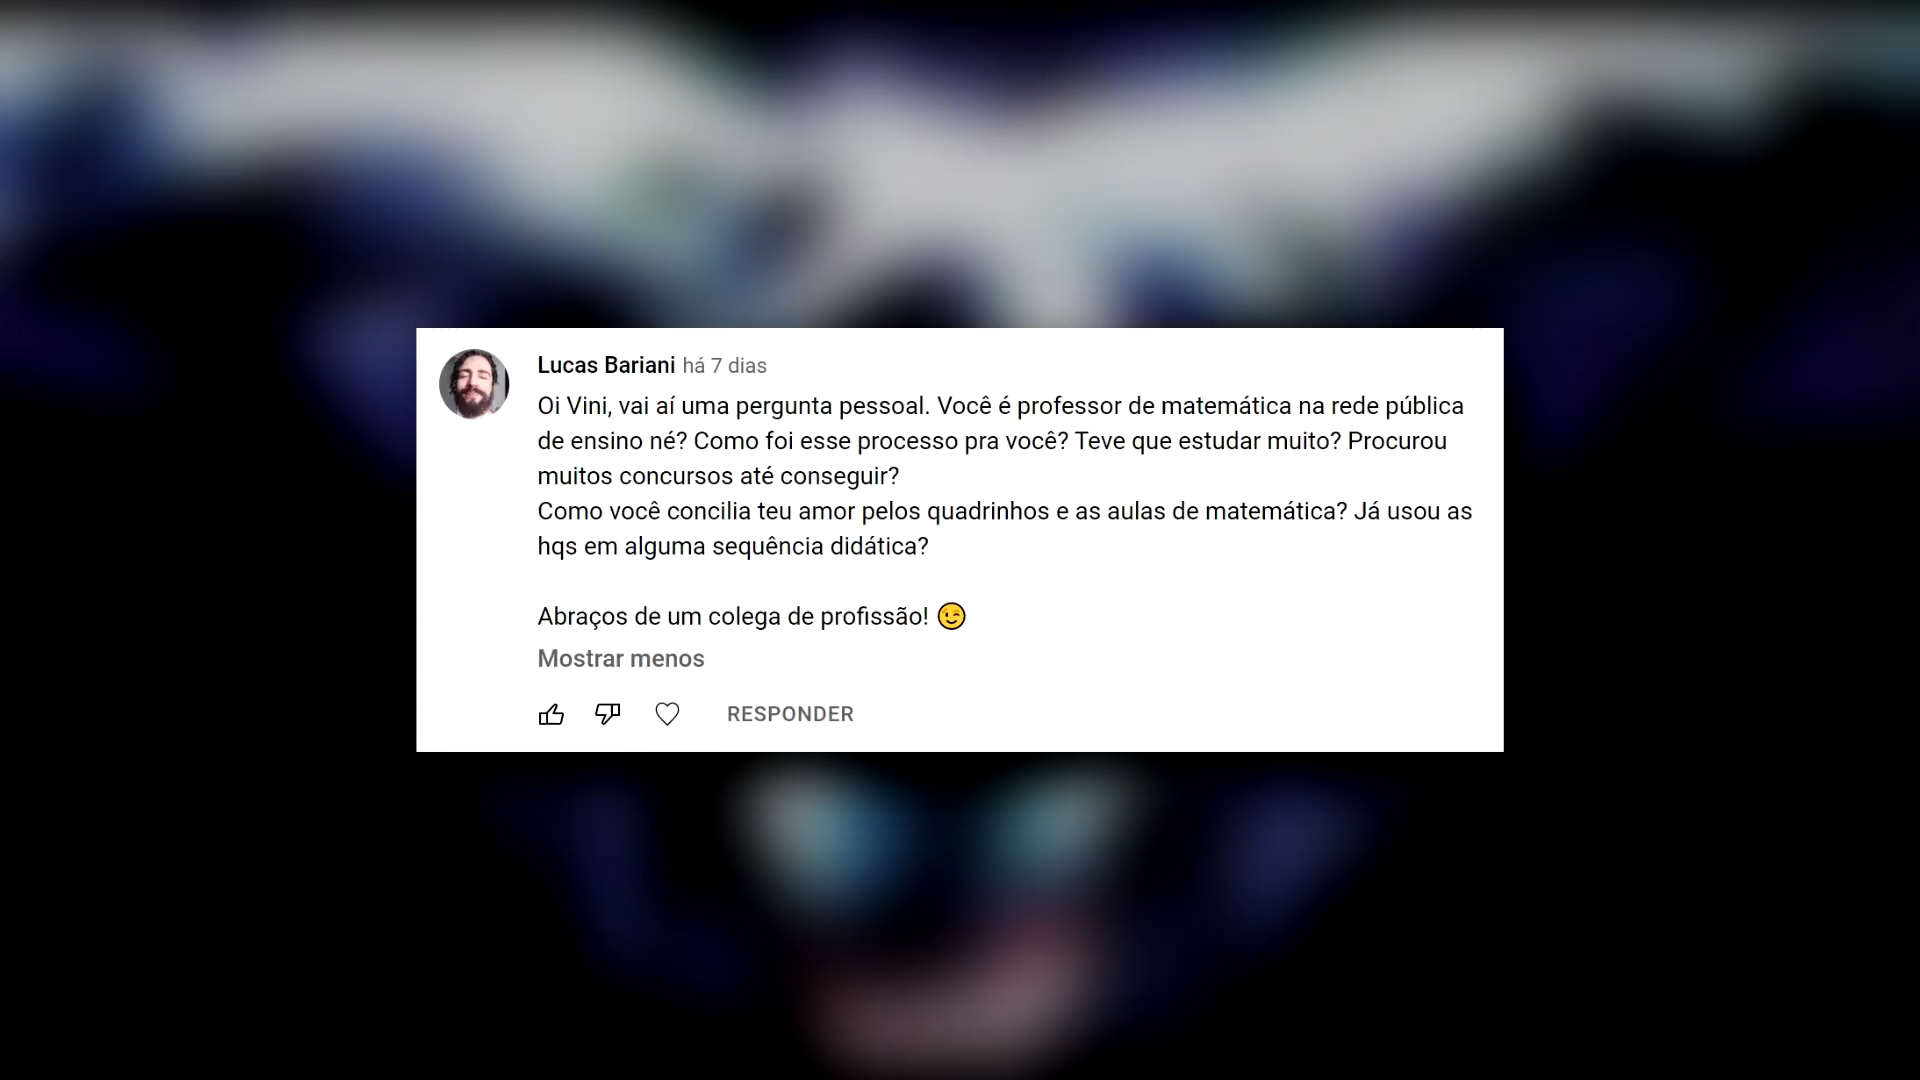 Lucas Bariani há 7 dias
Oi Vini, vai aí uma pergunta pessoal. Você é professor de matemática na rede pública
de ensino né? Como foi esse processo pra você? Teve que estudar muito? Procurou
muitos concursos até conseguir?
Como você concilia teu amor pelos quadrinhos e as aulas de matemática? Já usou as
hqs em alguma sequência didática?
Abraços de um colega de profissão! 😉
Mostrar menos
RESPONDER